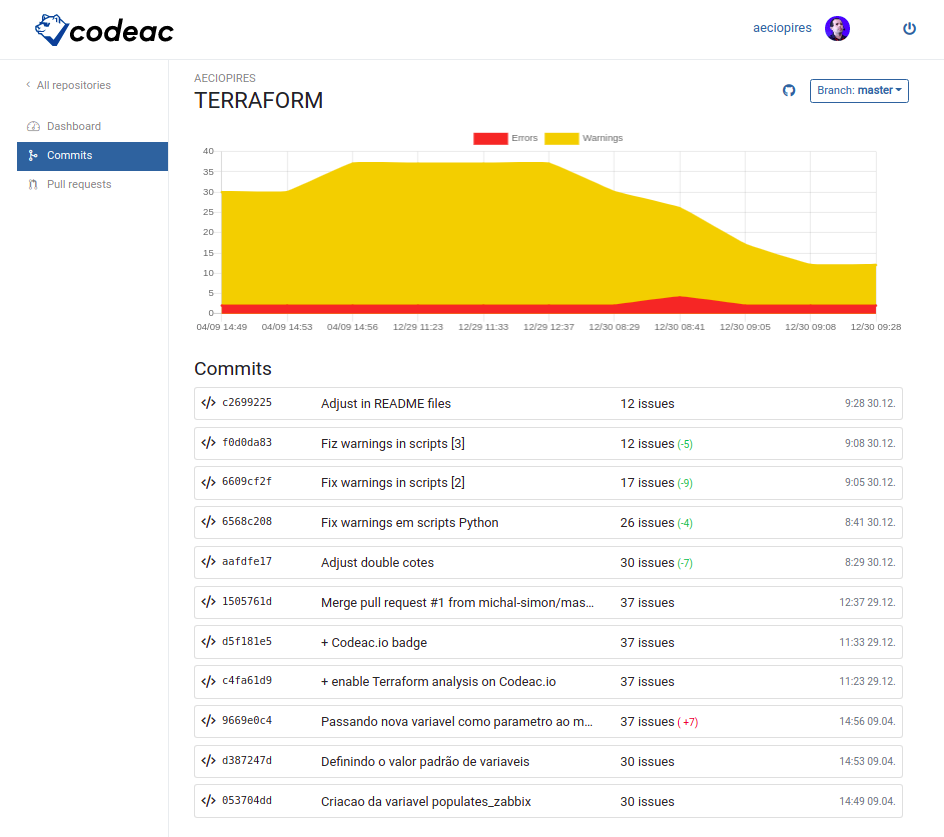 codeac
aeciopires
All repositories
Dashboard
Commits
Pull requests
AECIOPIRES
TERRAFORM
Branch: master
Errors Warnings
40
35
30
25
20
15
10
5
0
04/09 14:49 04/09 14:53 04/09 14:56 12/29 11:23 12/29 11:33 12/29 12:37 12/30 08:29 12/30 08:41 12/30 09:05 12/30 09:08 12/30 09:28
Commits
c2699225 Adjust in README files 12 issues 9:28 30.12.
f0d0da83 Fiz warnings in scripts [3] 12 issues (-5) 9:08 30.12.
6609cf2f Fix warnings in scripts [2] 17 issues (-9) 9:05 30.12.
6568c208 Fix warnings em scripts Python 26 issues (-4) 8:41 30.12.
aafdfe17 Adjust double cotes 30 issues (-7) 8:29 30.12.
1505761d Merge pull request #1 from michal-simon/mas... 37 issues 12:37 29.12.
d5f181e5 + Codeac.io badge 37 issues 11:33 29.12.
c4fa61d9 + enable Terraform analysis on Codeac.io 37 issues 11:23 29.12.
9669e0c4 Passando nova variavel como parametro ao m... 37 issues ( +7) 14:56 09.04.
d387247d Definindo o valor padrão de variaveis 30 issues 14:53 09.04.
053704dd Criacao da variavel populates_zabbix 30 issues 14:49 09.04.